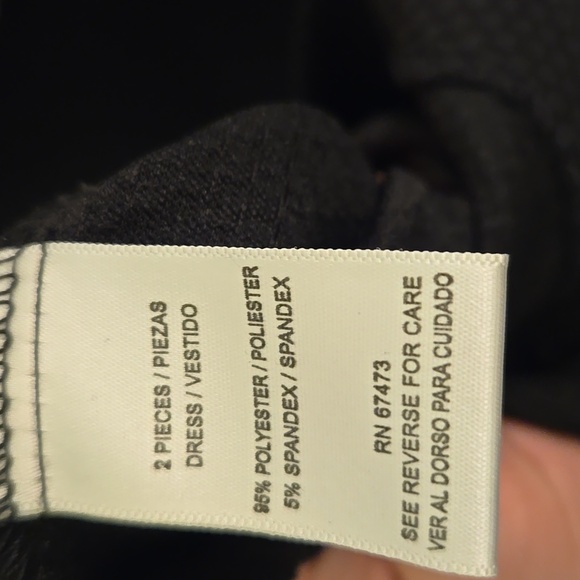 2 PIECES / PIEZAS
DRESS / VESTIDO
95% POLYESTER / POLIESTER
5% SPANDEX / SPANDEX
RN 67473
SEE REVERSE FOR CARE
VER AL DORSO PARA CUIDADO